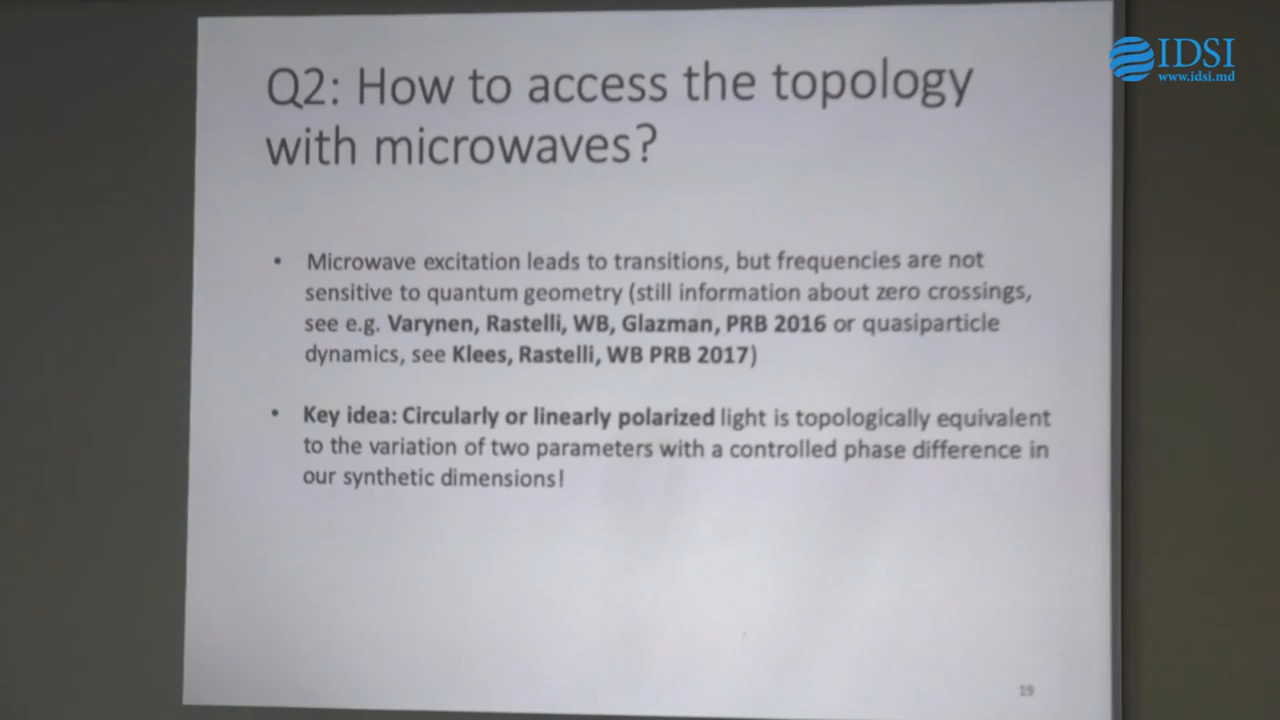 IDSI
www.idsi.md
Q2: How to access the topology
with microwaves?
• Microwave excitation leads to transitions, but frequencies are not
sensitive to quantum geometry (still information about zero crossings,
see e.g. Varynen, Rastelli, WB, Glazman, PRB 2016 or quasiparticle
dynamics, see Klees, Rastelli, WB PRB 2017)
• Key idea: Circularly or linearly polarized light is topologically equivalent
to the variation of two parameters with a controlled phase difference in
our synthetic dimensions!
19